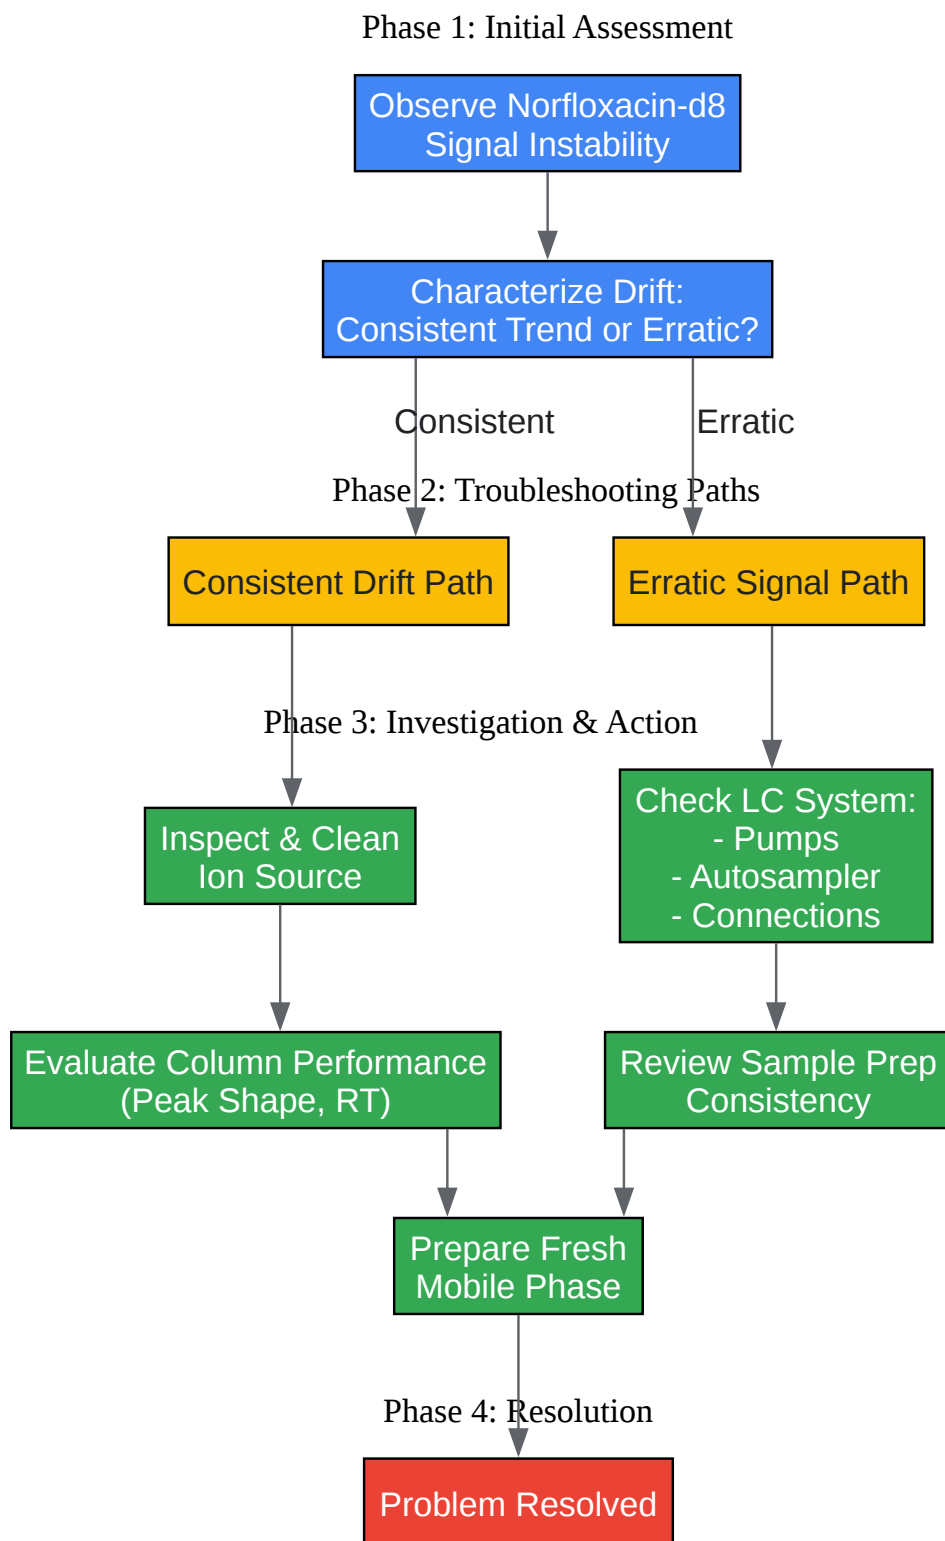 Phase 1: Initial Assessment
Observe Norfloxacin-d8
Signal Instability
Characterize Drift:
Consistent Trend or Erratic?
Consistent
Erratic
Phase 2: Troubleshooting Paths
Consistent Drift Path
Erratic Signal Path
Phase 3: Investigation & Action
Inspect & Clean
Ion Source
Check LC System:
- Pumps
- Autosampler
- Connections
Evaluate Column Performance
(Peak Shape, RT)
Review Sample Prep
Consistency
Prepare Fresh
Mobile Phase
Phase 4: Resolution
Problem Resolved